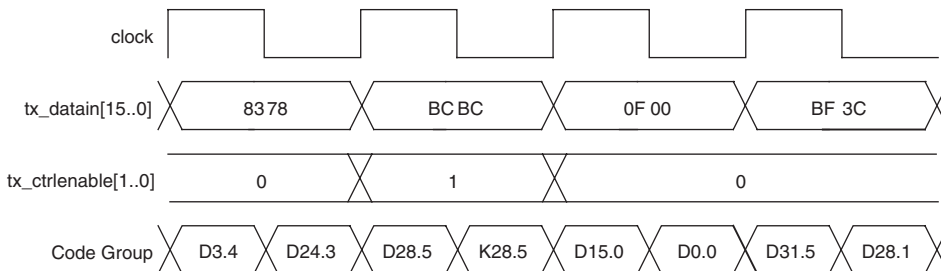 clock
tx_datain[15..0] 8378 BC BC 0F 00 BF 3C
tx_ctrlenable[1..0] 0 1 0
Code Group D3.4 D24.3 D28.5 K28.5 D15.0 D0.0 D31.5 D28.1